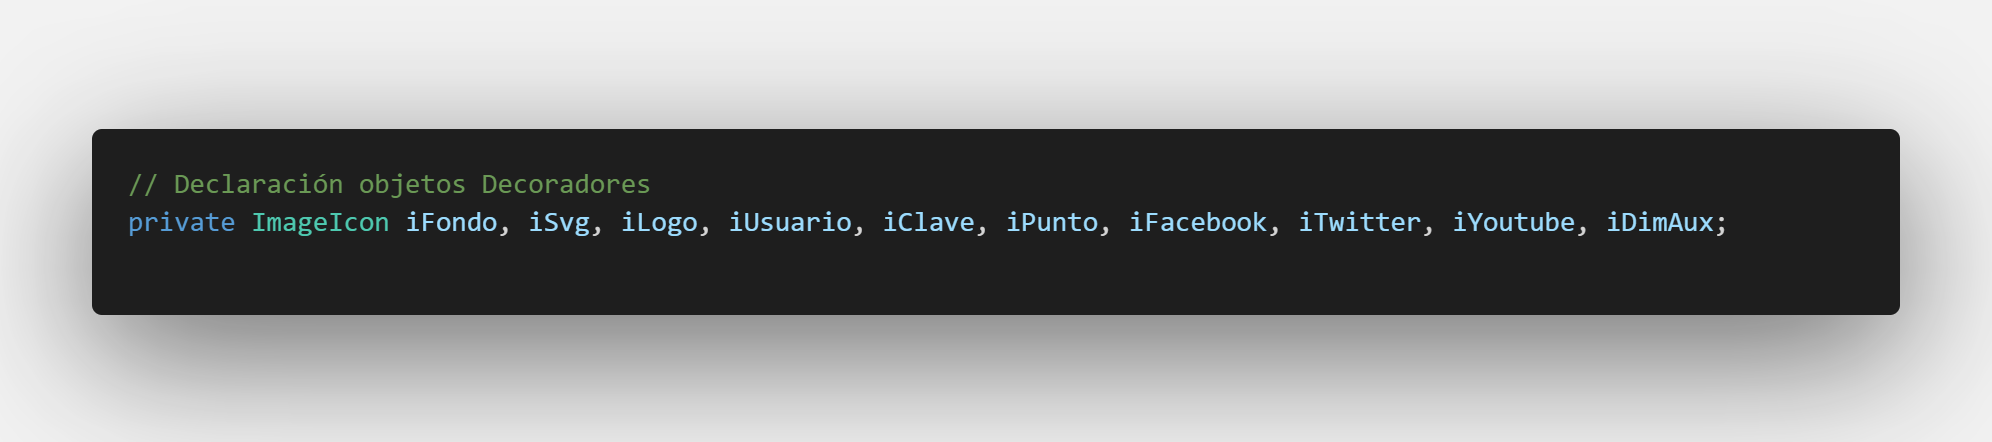 // Declaración objetos Decoradores
private ImageIcon iFondo, iSvg, iLogo, iUsuario, iClave, iPunto, iFacebook, iTwitter, iYoutube, iDimAux;